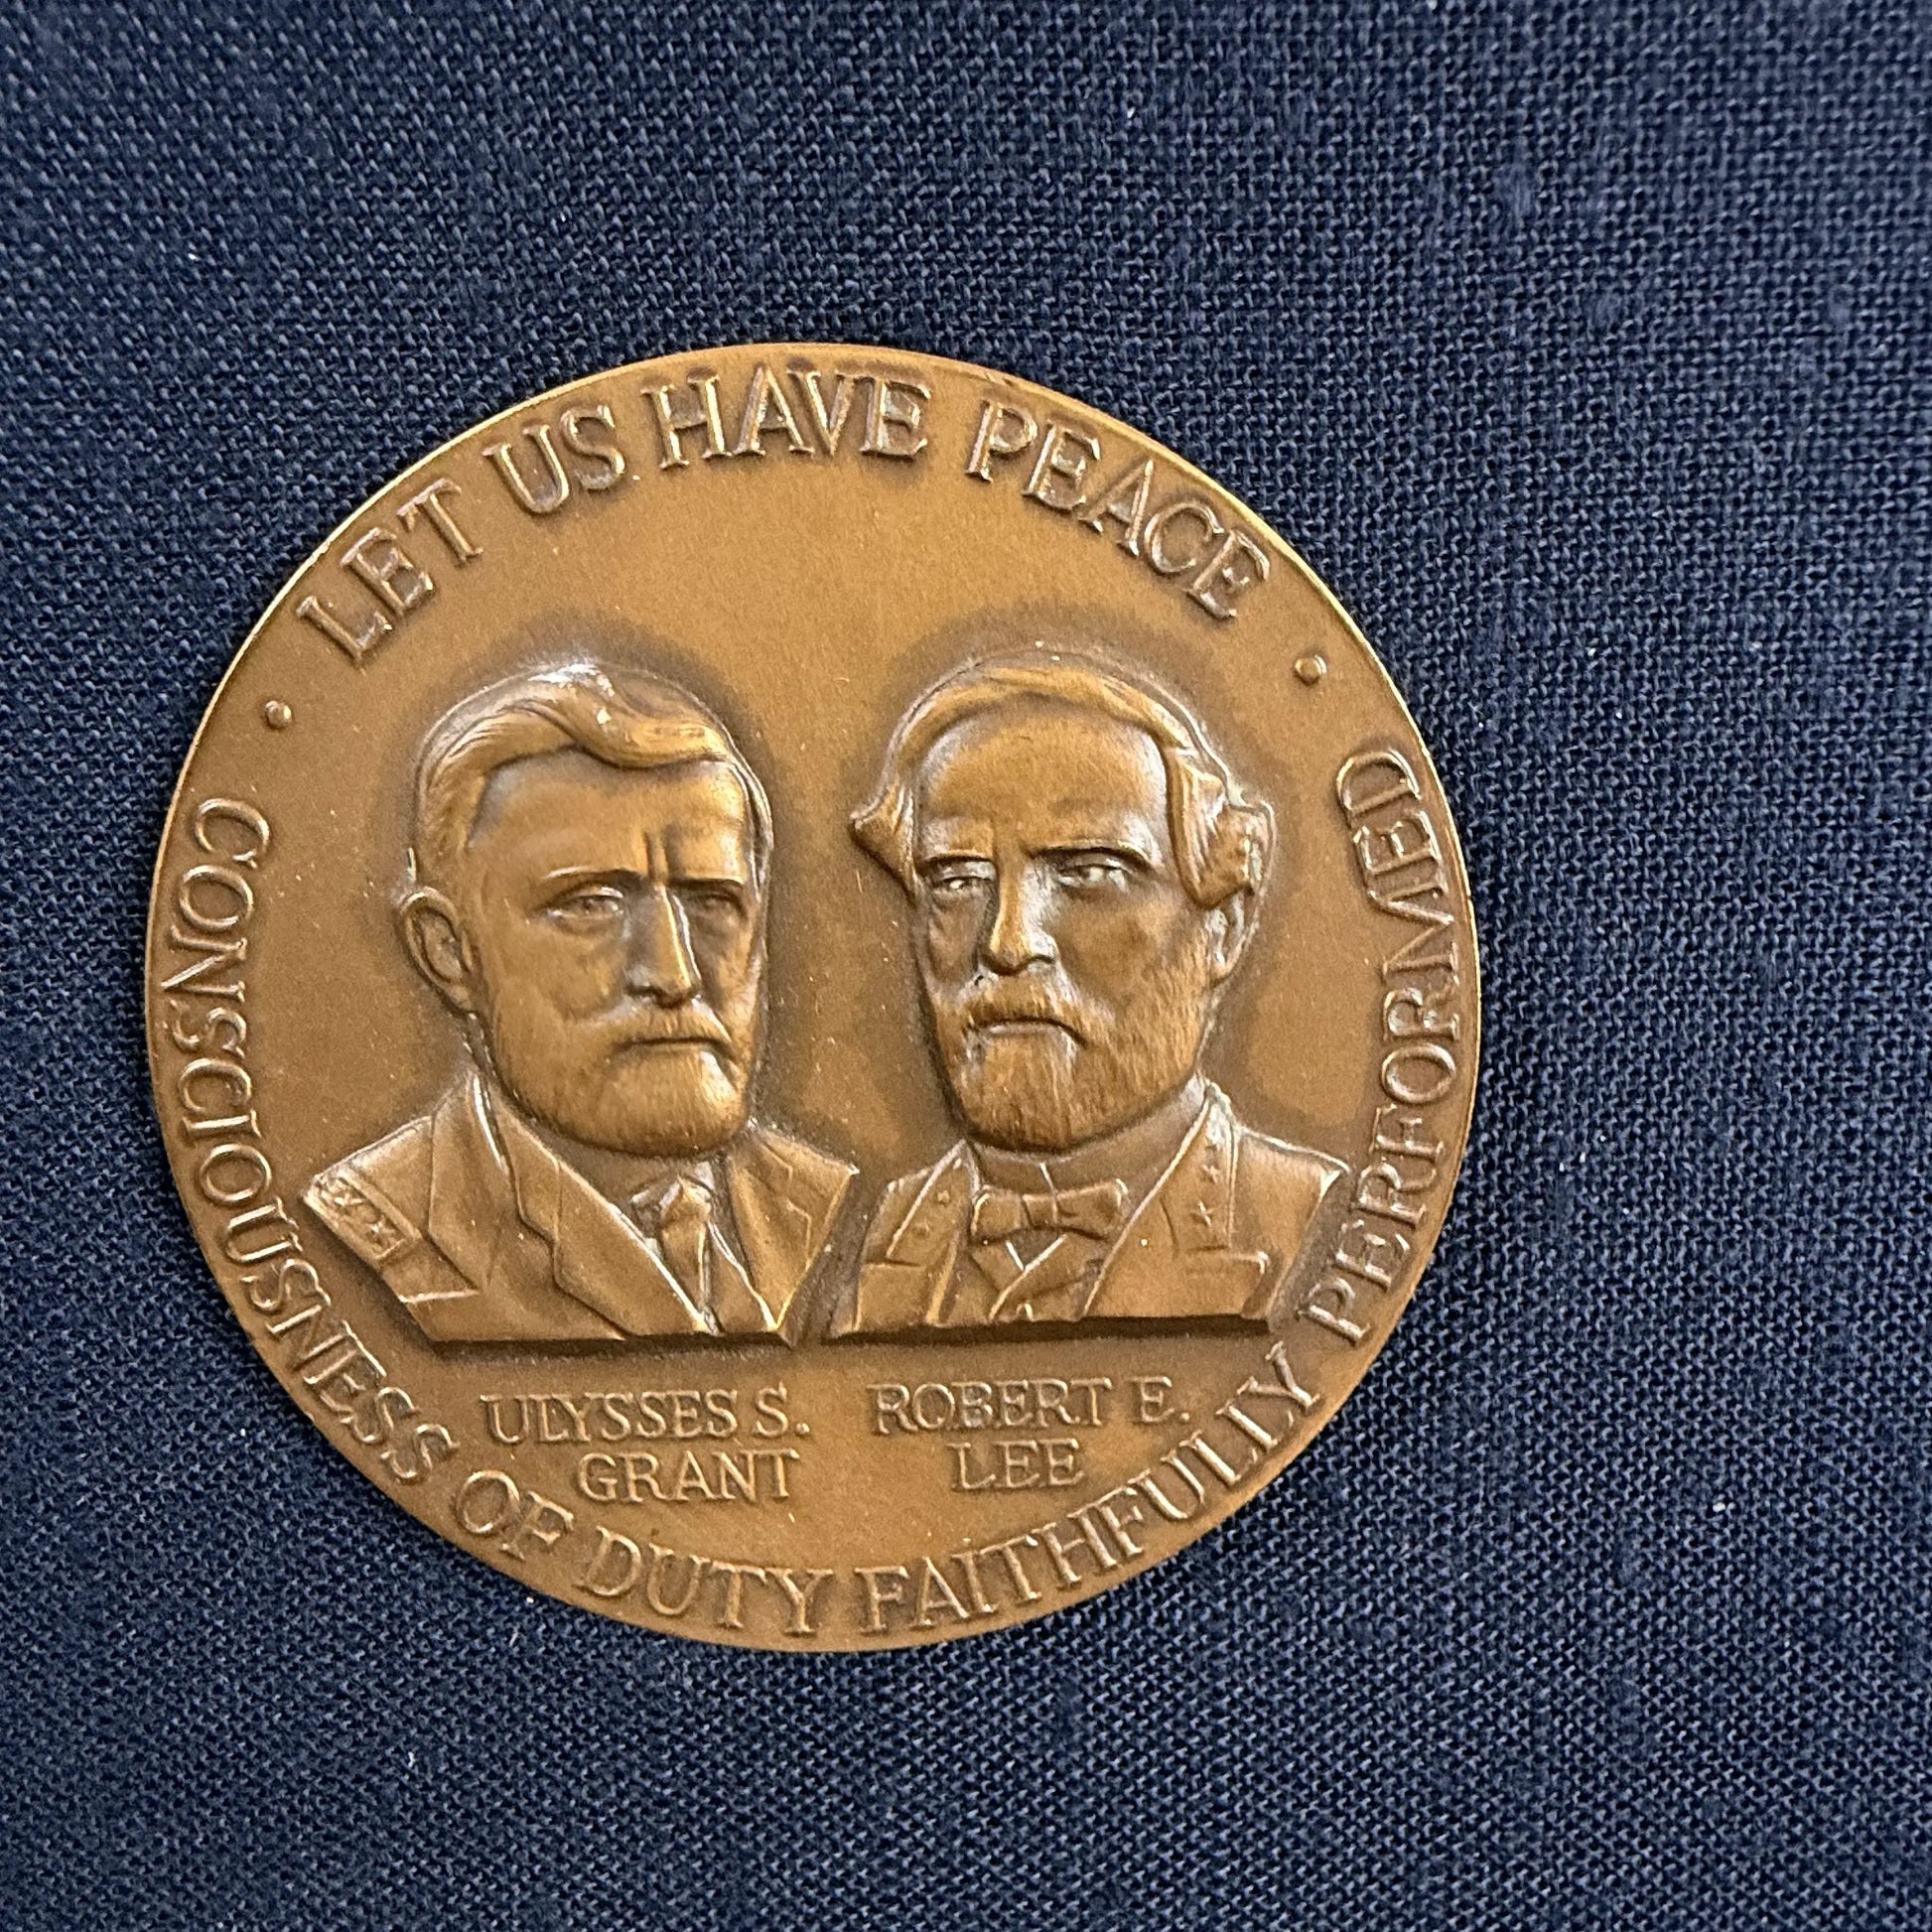 LET US HAVE PEACE
ULYSSES S.
GRANT
ROBERT E.
LEE
CONSCIOUSNESS OF DUTY FAITHFULLY PERFORMED